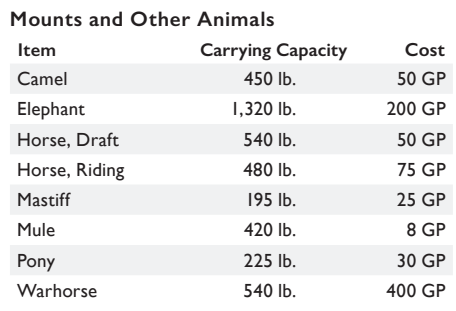 Mounts and Other Animals
Item Carrying Capacity Cost
Camel 450 lb. 50 GP
Elephant 1,320 lb. 200 GP
Horse, Draft 540 lb. 50 GP
Horse, Riding 480 lb. 75 GP
Mastiff 195 lb. 25 GP
Mule 420 lb. 8 GP
Pony 225 lb. 30 GP
Warhorse 540 lb. 400 GP